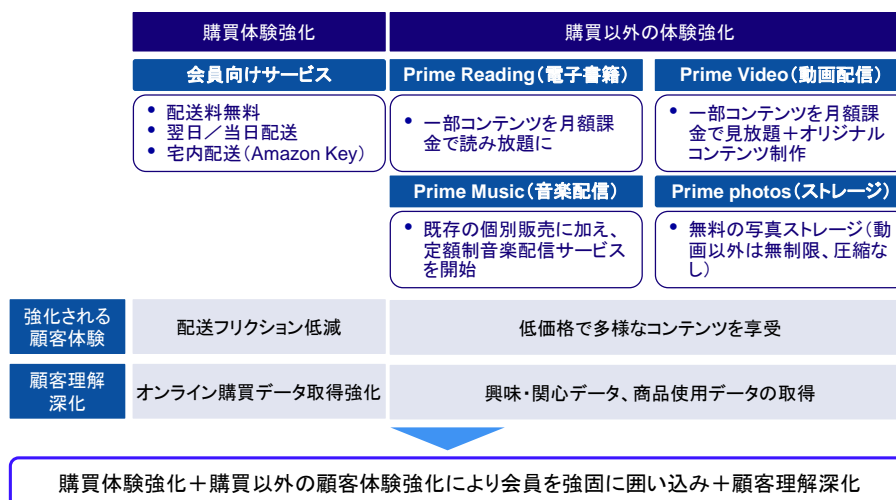 購買体験強化
購買以外の体験強化
会員向けサービス
• 配送料無料
• 翌日／当日配送
• 宅内配送（Amazon Key）
Prime Reading（電子書籍）
• 一部コンテンツを月額課
金で読み放題に
Prime Video（動画配信）
• 一部コンテンツを月額課
金で見放題＋オリジナル
コンテンツ制作
Prime Music（音楽配信）
• 既存の個別販売に加え、
定額制音楽配信サービス
を開始
Prime photos（ストレージ）
• 無料の写真ストレージ（動
画以外は無制限、圧縮な
し）
強化される
顧客体験
配送フリクション低減
低価格で多様なコンテンツを享受
顧客理解
深化
オンライン購買データ取得強化
興味・関心データ、商品使用データの取得
購買体験強化＋購買以外の顧客体験強化により会員を強固に囲い込み＋顧客理解深化